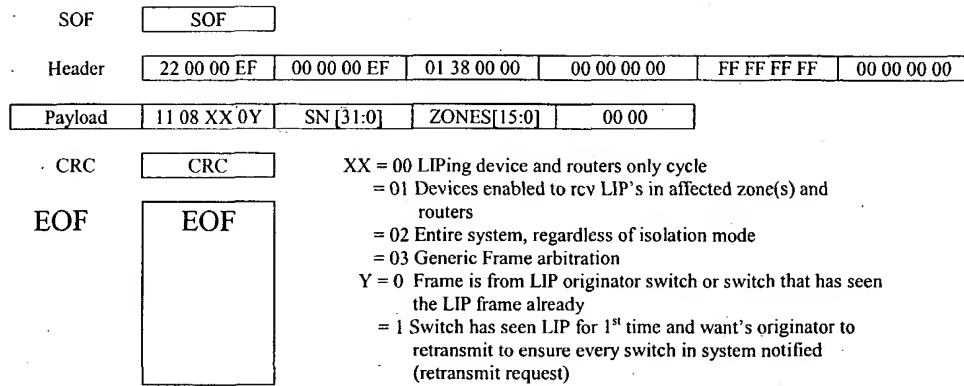 SOF SOF
Header 22 00 00 EF 00 00 00 EF 01 38 00 00 00 00 00 00 FF FF FF FF 00 00 00 00
Payload 11 08 XX 0Y SN [31:0] ZONES[15:0] 00 00
CRC CRC
XX = 00 LIPing device and routers only cycle
= 01 Devices enabled to rcv LIP's in affected zone(s) and
routers
EOF EOF
= 02 Entire system, regardless of isolation mode
= 03 Generic Frame arbitration
Y = 0 Frame is from LIP originator switch or switch that has seen
the LIP frame already
= 1 Switch has seen LIP for 1st time and want's originator to
retransmit to ensure every switch in system notified
(retransmit request)